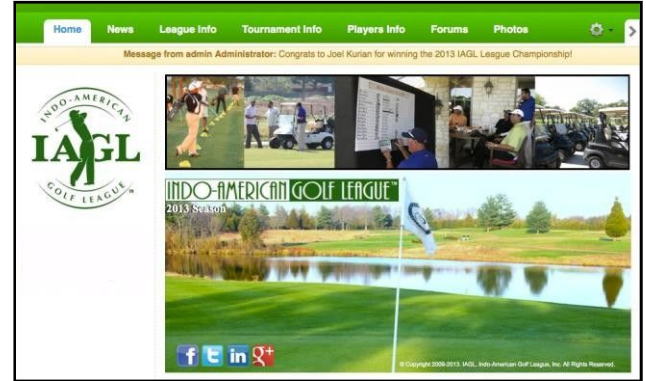 Home News League Info Tournament Info Players Info Forums Photos
Message from admin Administrator: Congrats to Joel Kurian for winning the 2013 IAGL League Championship!
INDO-AMERICAN
IAGL
GOLF LEAGUE
INDO-AMERICAN GOLF LEAGUE™
2013 Season
f t in g+
© Copyright 2009-2013. IAGL, Indo-American Golf League, Inc. All Rights Reserved.